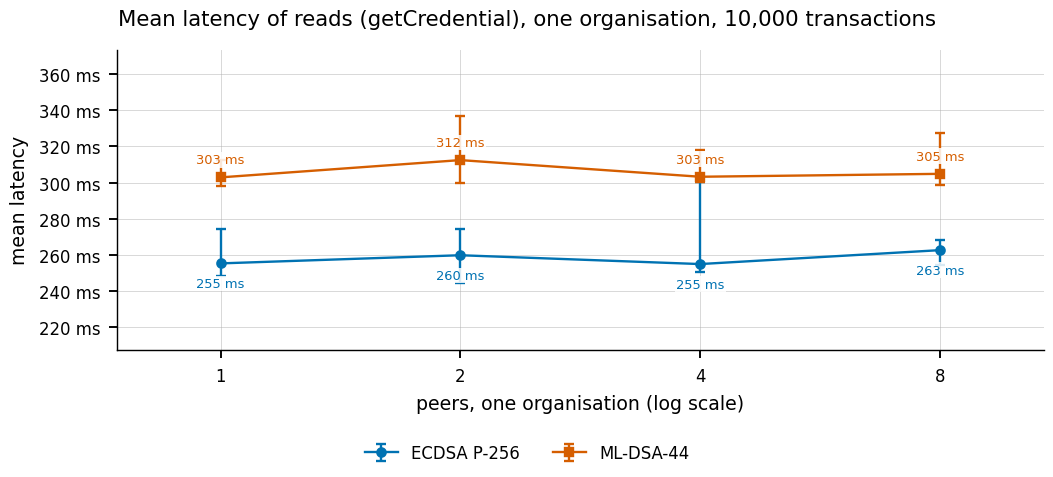 Mean latency of reads (getCredential), one organisation, 10,000 transactions
mean latency
360 ms
340 ms
320 ms
300 ms
280 ms
260 ms
240 ms
220 ms
303 ms
312 ms
303 ms
305 ms
255 ms
260 ms
255 ms
263 ms
1
2
4
8
peers, one organisation (log scale)
ECDSA P-256
ML-DSA-44